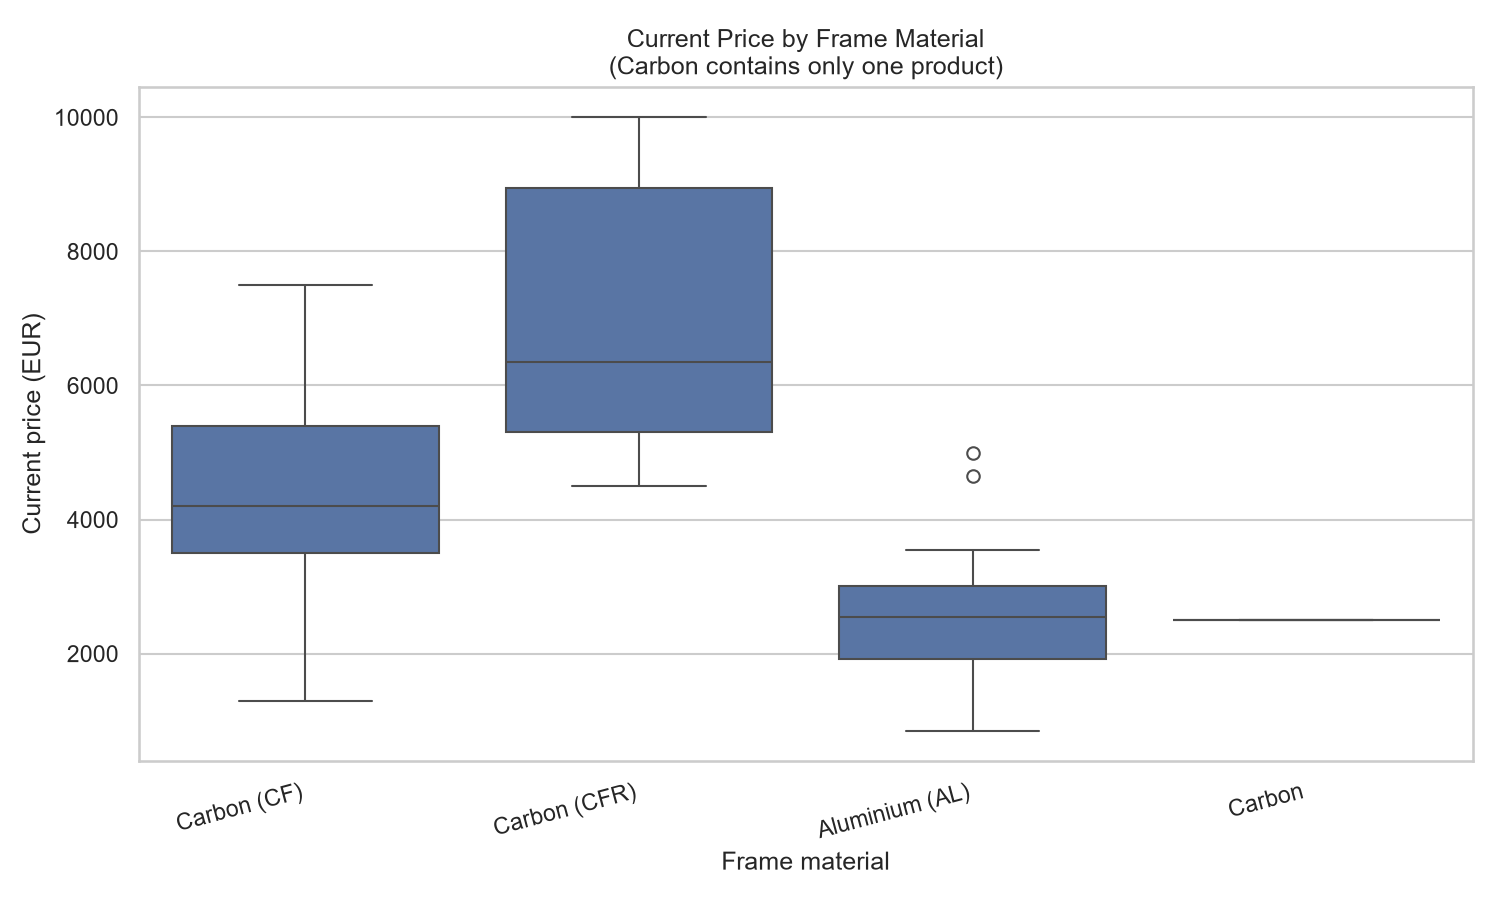 Current Price by Frame Material
(Carbon contains only one product)
Current price (EUR)
10000
8000
6000
4000
2000
Carbon (CF)
Carbon (CFR)
Aluminium (AL)
Carbon
Frame material